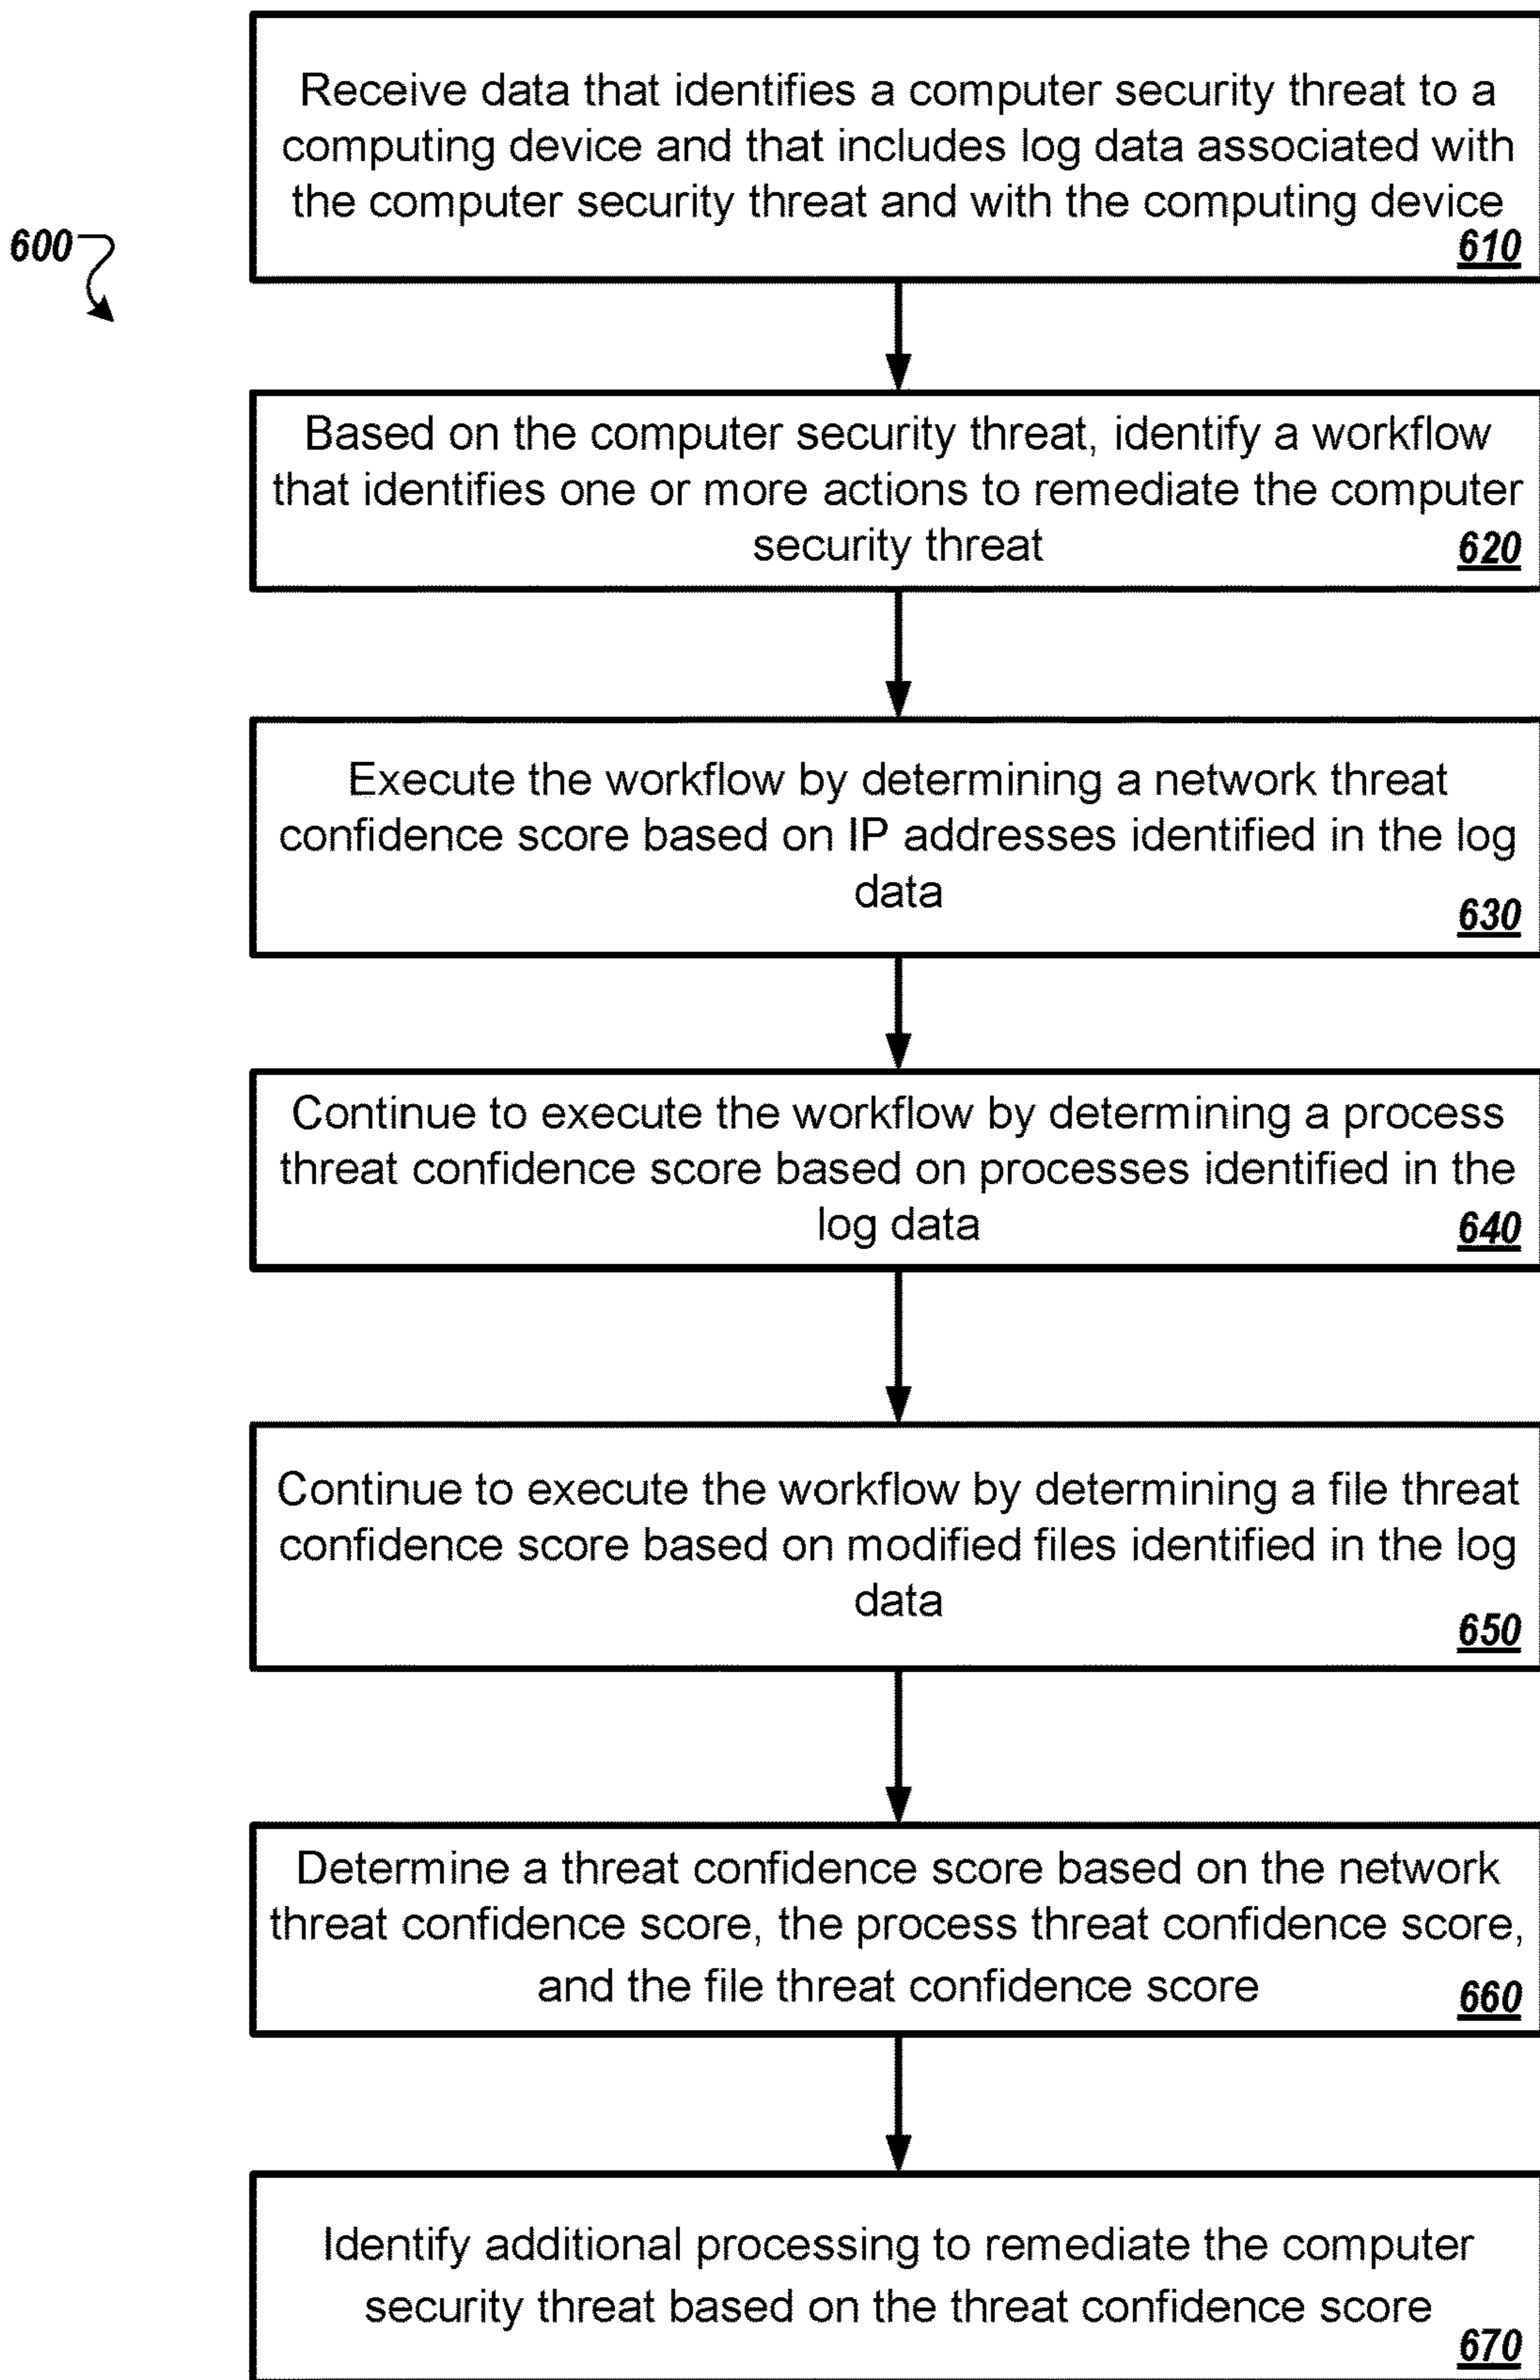 Receive data that identifies a computer security threat to a
computing device and that includes log data associated with
the computer security threat and with the computing device
610
600
Based on the computer security threat, identify a workflow
that identifies one or more actions to remediate the computer
security threat
620
Execute the workflow by determining a network threat
confidence score based on IP addresses identified in the log
data
630
Continue to execute the workflow by determining a process
threat confidence score based on processes identified in the
log data
640
Continue to execute the workflow by determining a file threat
confidence score based on modified files identified in the log
data
650
Determine a threat confidence score based on the network
threat confidence score, the process threat confidence score,
and the file threat confidence score
660
Identify additional processing to remediate the computer
security threat based on the threat confidence score
670